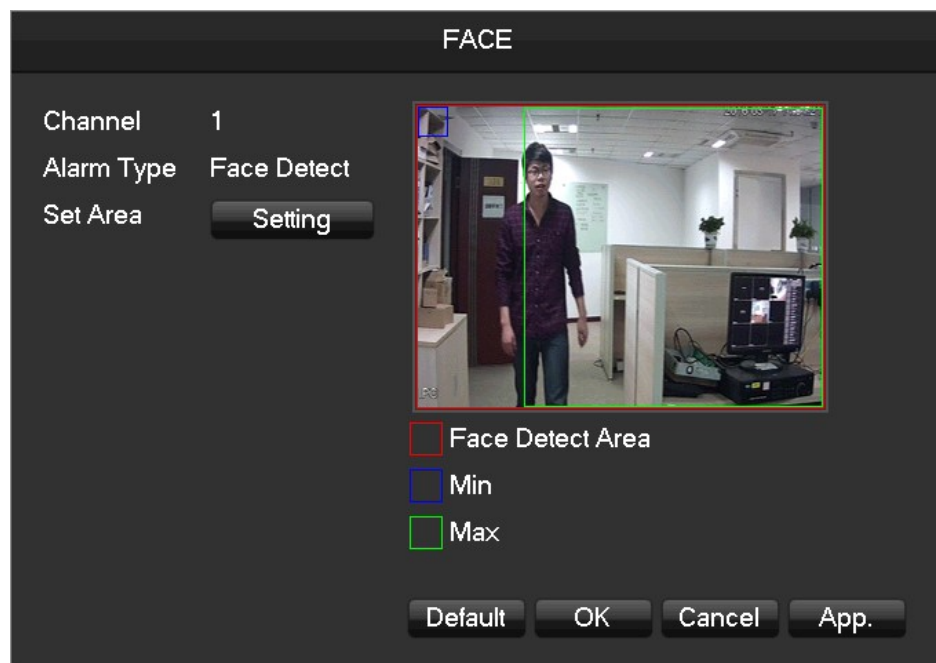 FACE
Channel 1
Alarm Type Face Detect
Set Area Setting
IPC
Face Detect Area
Min
Max
Default OK Cancel App.